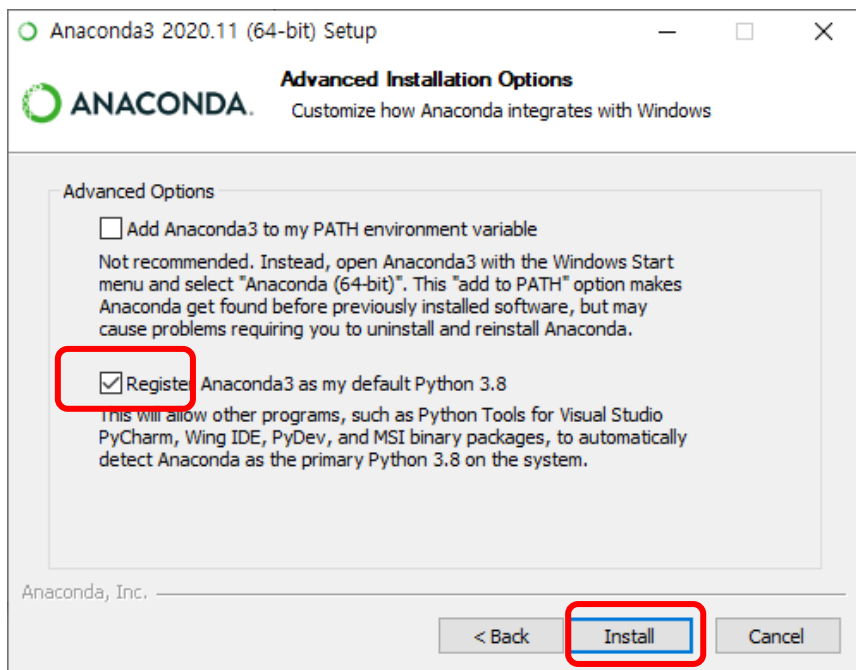 Anaconda3 2020.11 (64-bit) Setup
ANACONDA.
Advanced Installation Options
Customize how Anaconda integrates with Windows
Advanced Options
Add Anaconda3 to my PATH environment variable
Not recommended. Instead, open Anaconda3 with the Windows Start
menu and select "Anaconda (64-bit)". This "add to PATH" option makes
Anaconda get found before previously installed software, but may
cause problems requiring you to uninstall and reinstall Anaconda.
Register Anaconda3 as my default Python 3.8
This will allow other programs, such as Python Tools for Visual Studio
PyCharm, Wing IDE, PyDev, and MSI binary packages, to automatically
detect Anaconda as the primary Python 3.8 on the system.
Anaconda, Inc.
< Back
Install
Cancel